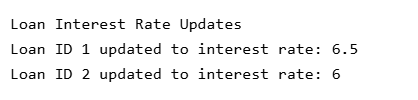 Loan Interest Rate Updates
Loan ID 1 updated to interest rate: 6.5
Loan ID 2 updated to interest rate: 6